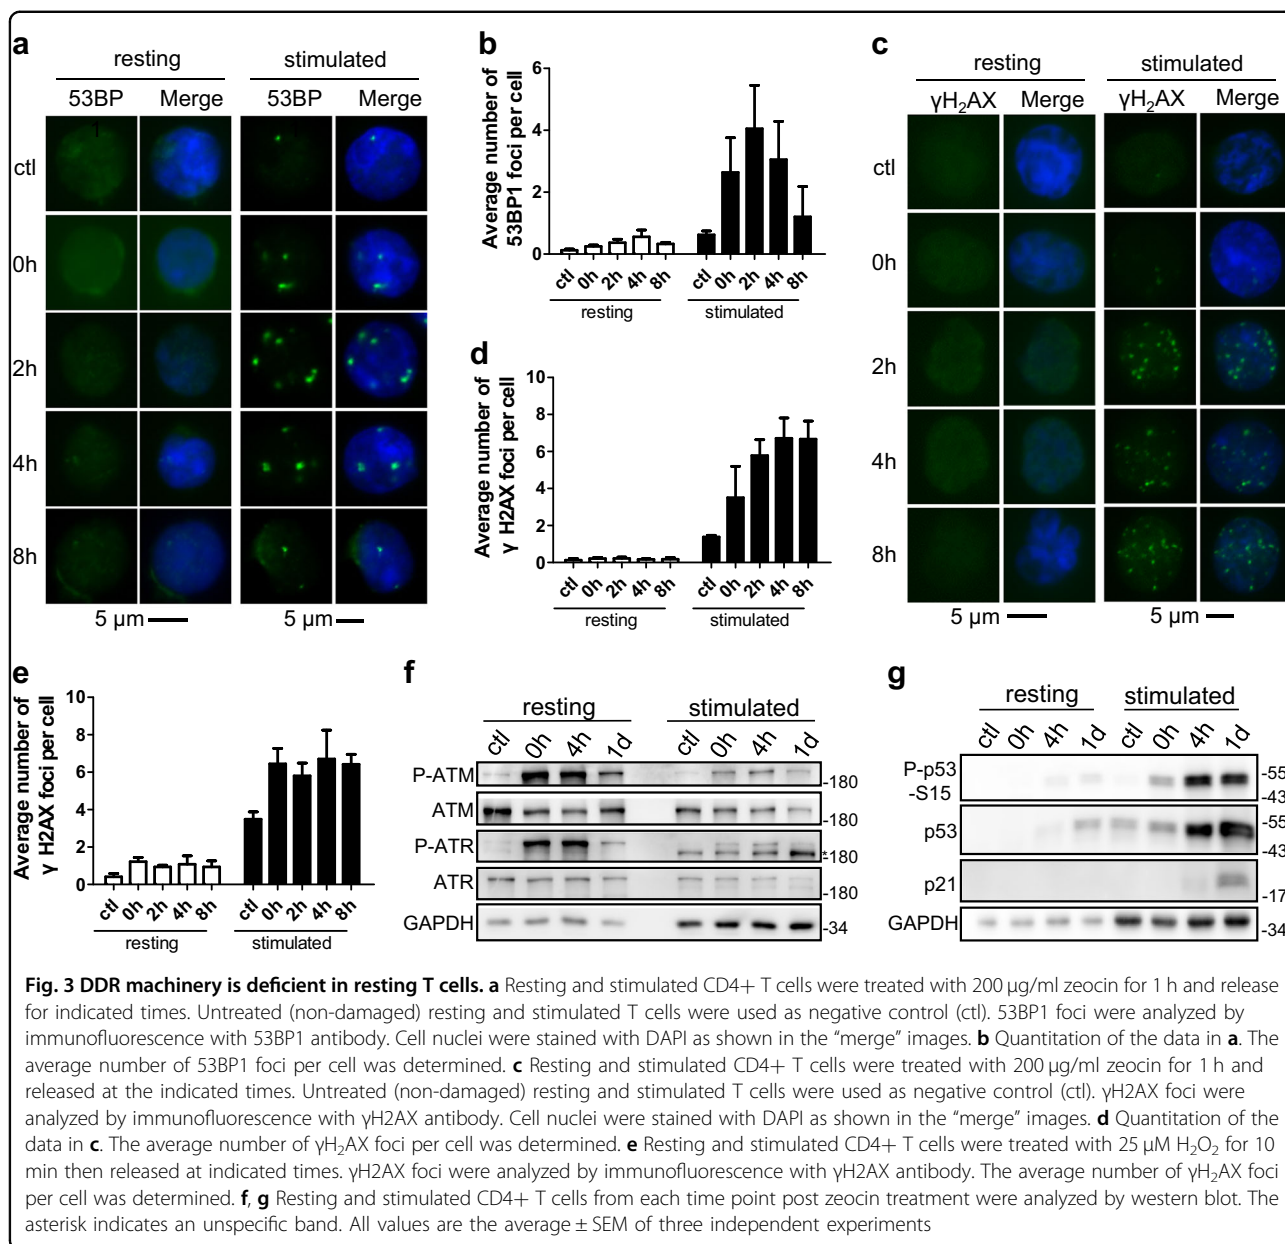 a
resting
stimulated
53BP
1
Merge
53BP
Merge
ctl
0h
2h
4h
8h
5 µm
5 µm
b
Average number of
53BP1 foci per cell
6
4
2
0
ctl
0h
2h
4h
8h
ctl
0h
2h
4h
8h
resting
stimulated
c
resting
stimulated
γH₂AX
Merge
γH₂AX
Merge
ctl
0h
2h
4h
8h
5 µm
5 µm
d
Average number of
γ H2AX foci per cell
10
8
6
4
2
0
ctl
0h
2h
4h
8h
ctl
0h
2h
4h
8h
resting
stimulated
e
Average number of
γ H2AX foci per cell
10
8
6
4
2
0
ctl
0h
2h
4h
8h
ctl
0h
2h
4h
8h
resting
stimulated
f
resting
stimulated
ctl
0h
4h
1d
ctl
0h
4h
1d
P-ATM
-180
ATM
-180
P-ATR
*
-180
ATR
-180
GAPDH
-34
g
resting
stimulated
ctl
0h
4h
1d
ctl
0h
4h
1d
P-p53
-S15
-55
-43
p53
-55
-43
p21
-17
GAPDH
-34
Fig. 3 DDR machinery is deficient in resting T cells. a Resting and stimulated CD4+ T cells were treated with 200 µg/ml zeocin for 1 h and release
for indicated times. Untreated (non-damaged) resting and stimulated T cells were used as negative control (ctl). 53BP1 foci were analyzed by
immunofluorescence with 53BP1 antibody. Cell nuclei were stained with DAPI as shown in the “merge” images. b Quantitation of the data in a. The
average number of 53BP1 foci per cell was determined. c Resting and stimulated CD4+ T cells were treated with 200 µg/ml zeocin for 1 h and
released at the indicated times. Untreated (non-damaged) resting and stimulated T cells were used as negative control (ctl). γH2AX foci were
analyzed by immunofluorescence with γH2AX antibody. Cell nuclei were stained with DAPI as shown in the “merge” images. d Quantitation of the
data in c. The average number of γH₂AX foci per cell was determined. e Resting and stimulated CD4+ T cells were treated with 25 µM H₂O₂ for 10
min then released at indicated times. γH2AX foci were analyzed by immunofluorescence with γH2AX antibody. The average number of γH₂AX foci
per cell was determined. f, g Resting and stimulated CD4+ T cells from each time point post zeocin treatment were analyzed by western blot. The
asterisk indicates an unspecific band. All values are the average ± SEM of three independent experiments